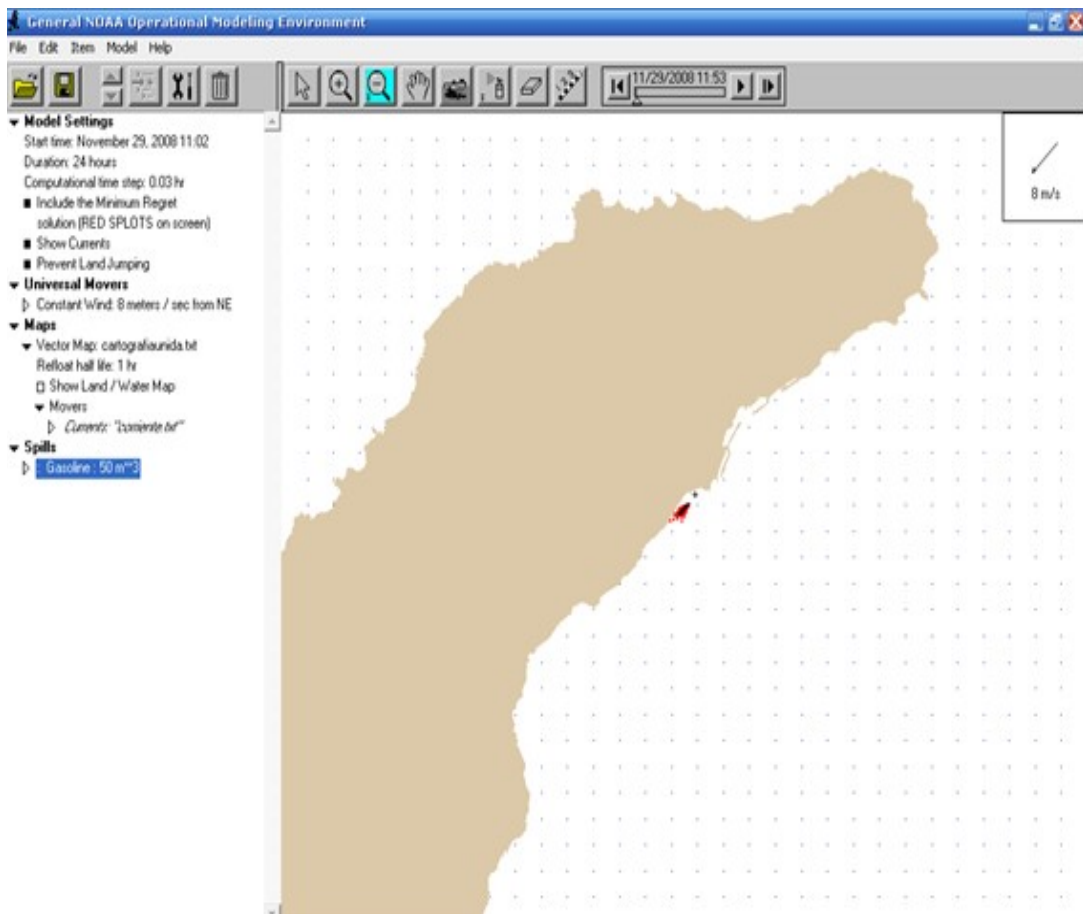 General NOAA Operational Modeling Environment
File Edit Item Model Help
11/29/2008 11:53
Model Settings
Start time: November 29, 2008 11:02
Duration: 24 hours
Computational time step: 0.03 hr
Include the Minimum Regret
solution (RED SPLOTS on screen)
Show Currents
Prevent Land Jumping
Universal Movers
Constant Wind: 8 meters / sec from NE
Maps
Vector Map: cartografiaunida.txt
Refloat half life: 1 hr
Show Land / Water Map
Movers
Currents: "corriente.txt"
Spills
: Gasoline : 50 m**3
8 m/s